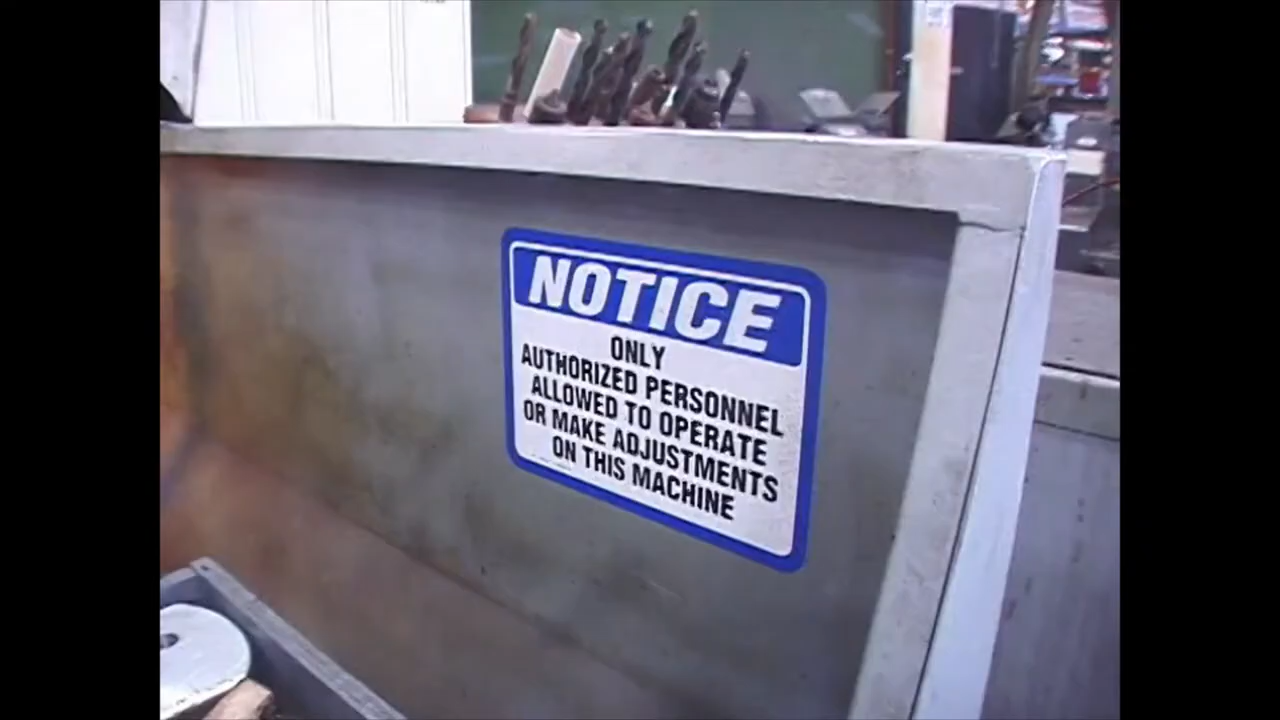 NOTICE
ONLY
AUTHORIZED PERSONNEL
ALLOWED TO OPERATE
OR MAKE ADJUSTMENTS
ON THIS MACHINE